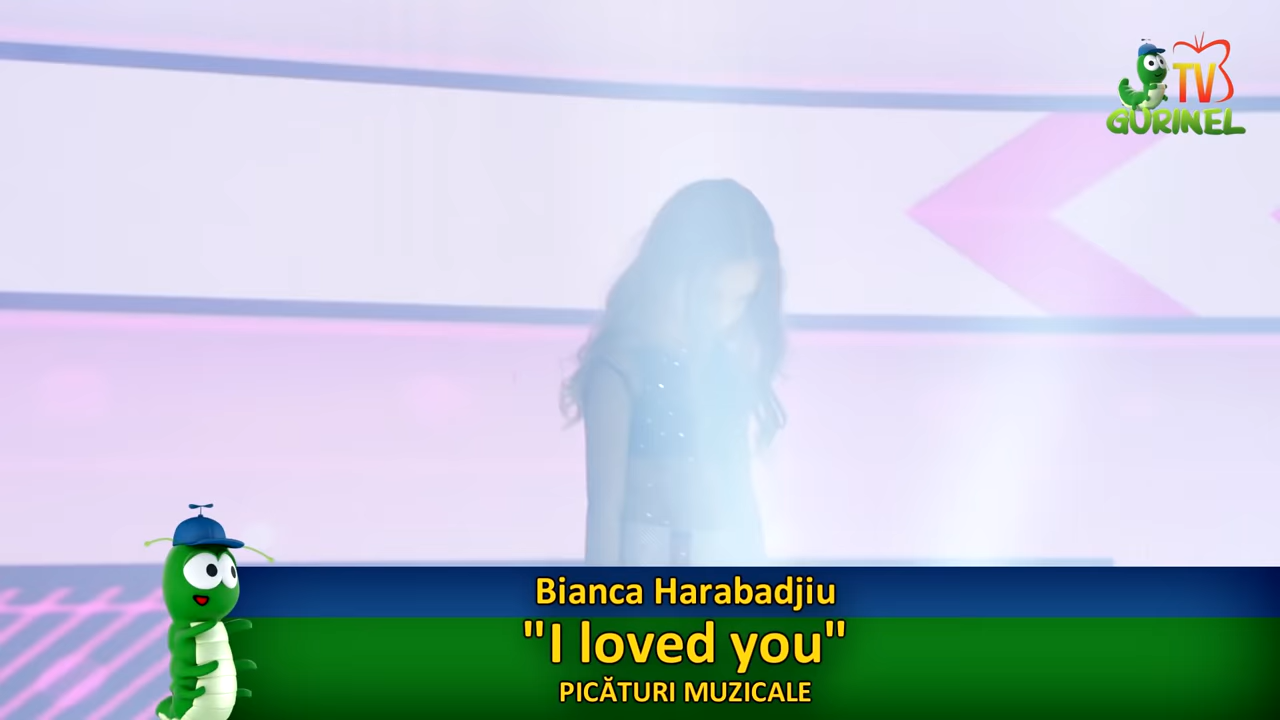 TV
GURINEL
Bianca Harabadjiu
"I loved you"
PICĂTURI MUZICALE